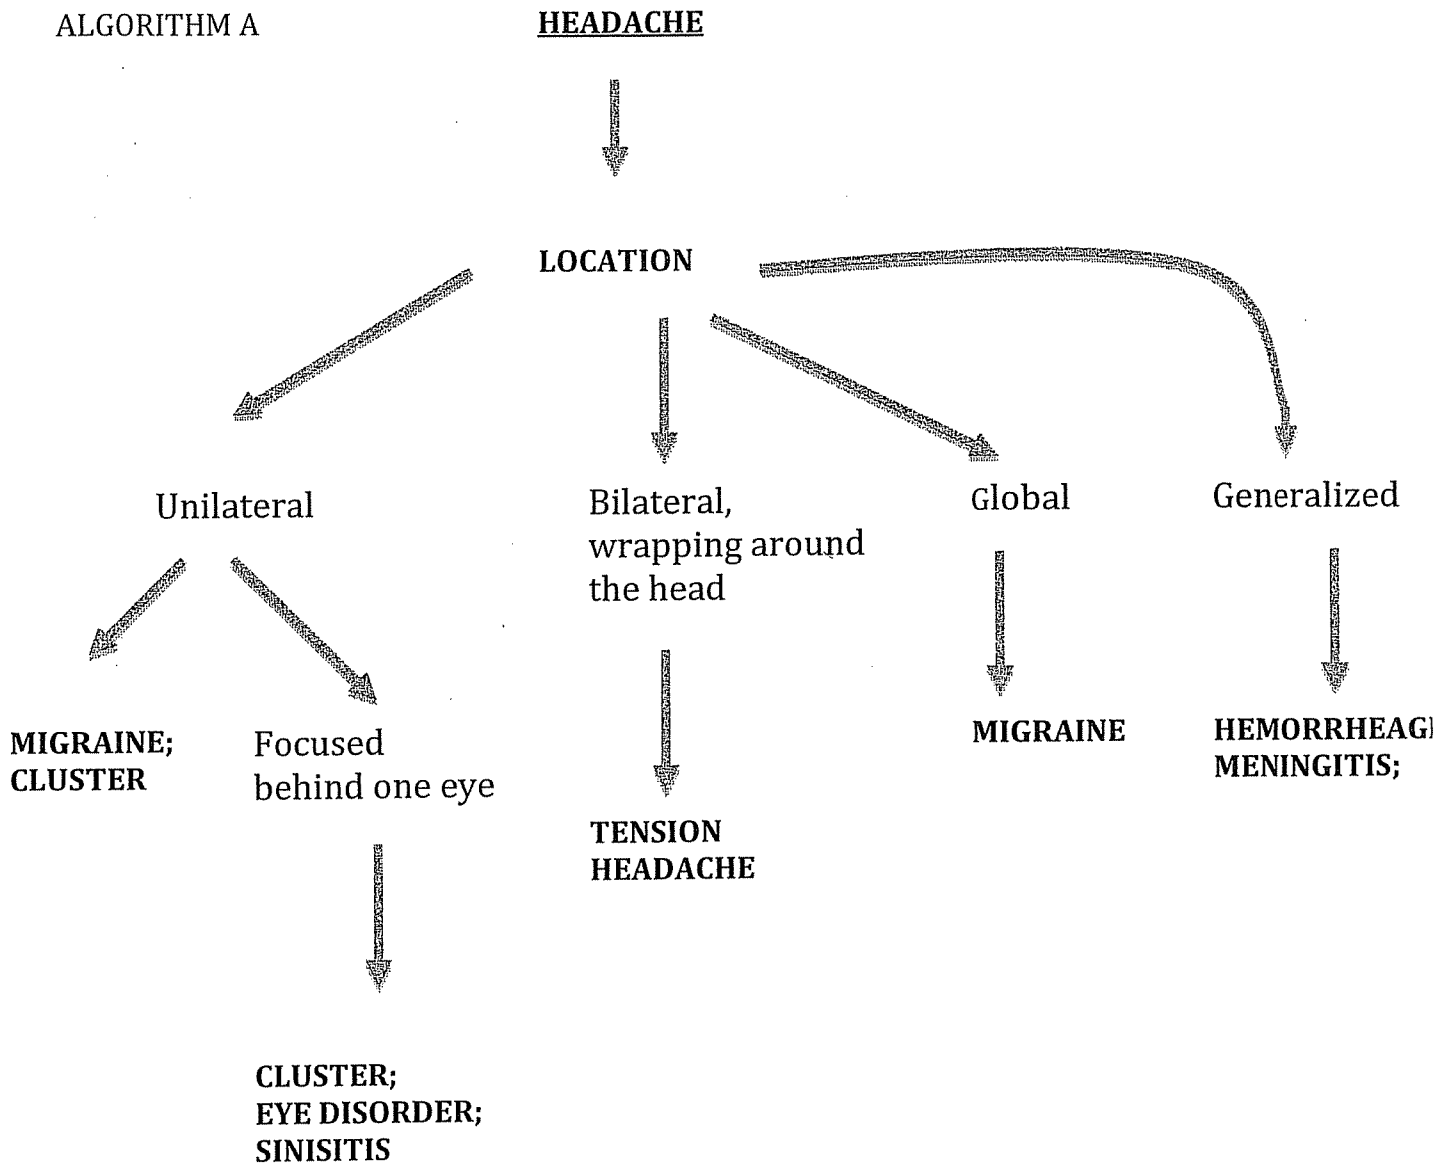 ALGORITHM A
HEADACHE
LOCATION
Unilateral
Bilateral,
wrapping around
the head
Global
Generalized
MIGRAINE;
CLUSTER
Focused
behind one eye
TENSION
HEADACHE
MIGRAINE
HEMORRHEAG
MENINGITIS;
CLUSTER;
EYE DISORDER;
SINISITIS